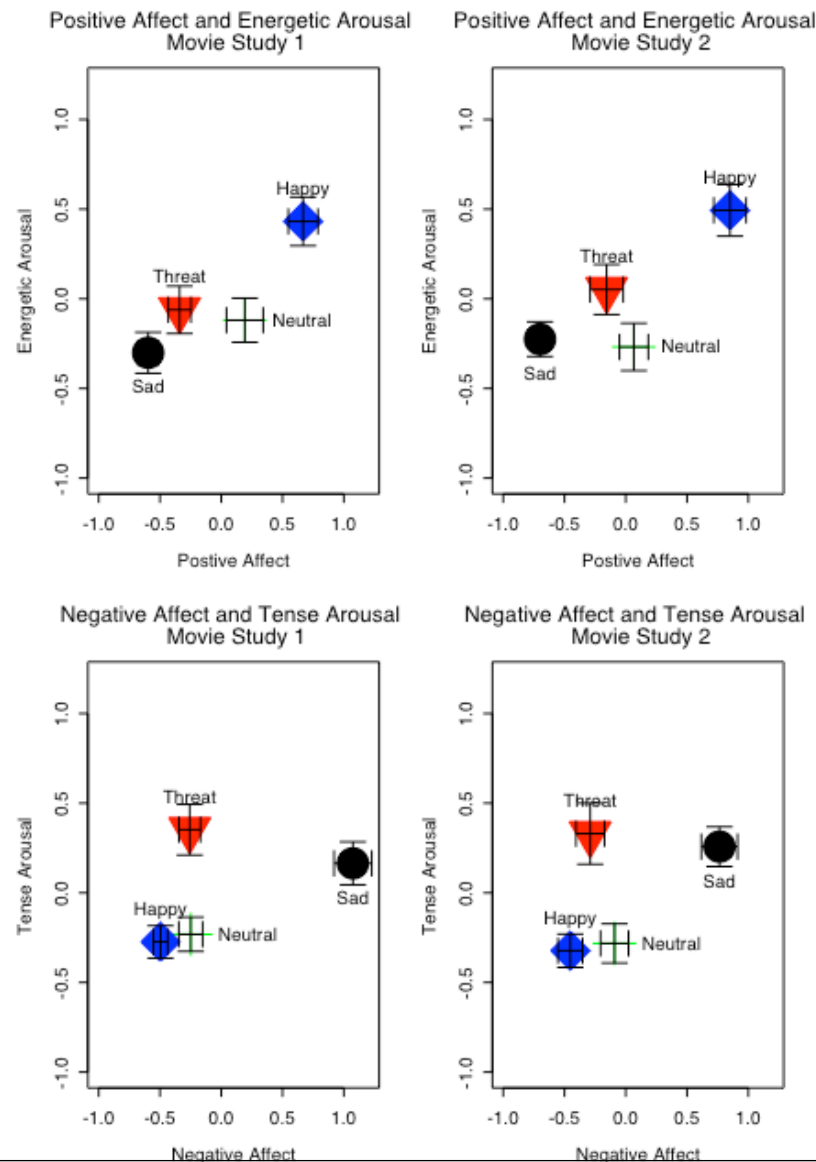 Positive Affect and Energetic Arousal
Movie Study 1
Energetic Arousal
1.0
0.5
0.0
-0.5
-1.0
Happy
Threat
Neutral
Sad
-1.0 -0.5 0.0 0.5 1.0
Postive Affect
Positive Affect and Energetic Arousal
Movie Study 2
Energetic Arousal
1.0
0.5
0.0
-0.5
-1.0
Happy
Threat
Neutral
Sad
-1.0 -0.5 0.0 0.5 1.0
Postive Affect
Negative Affect and Tense Arousal
Movie Study 1
Tense Arousal
1.0
0.5
0.0
-0.5
-1.0
Threat
Sad
Happy
Neutral
-1.0 -0.5 0.0 0.5 1.0
Negative Affect
Negative Affect and Tense Arousal
Movie Study 2
Tense Arousal
1.0
0.5
0.0
-0.5
-1.0
Threat
Sad
Happy
Neutral
-1.0 -0.5 0.0 0.5 1.0
Negative Affect